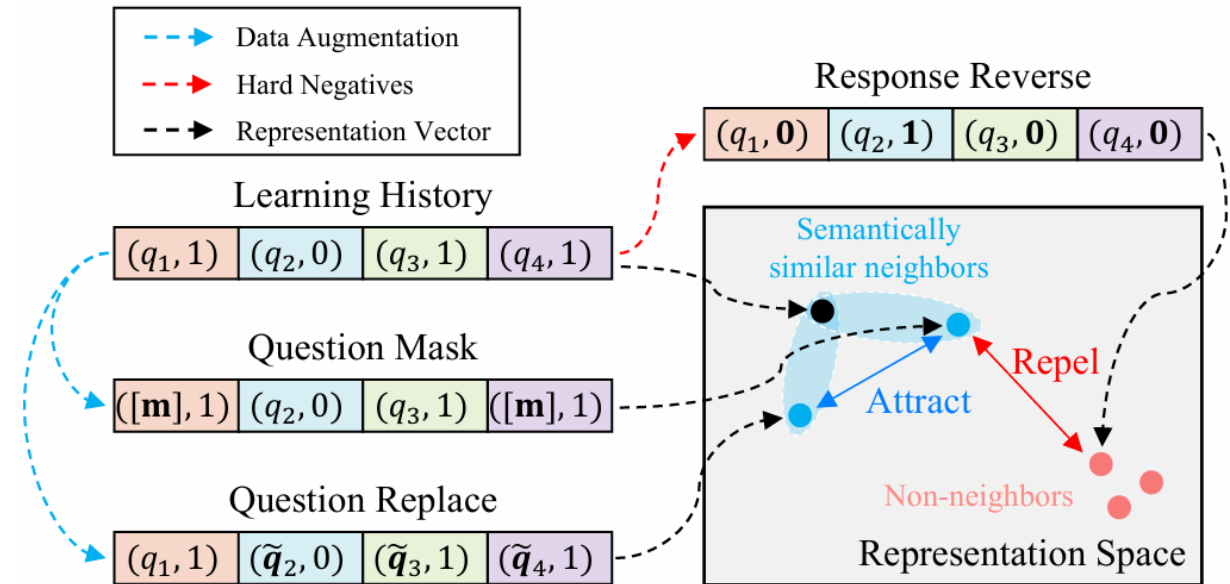 Data Augmentation
Hard Negatives
Representation Vector
Response Reverse
(q₁, 0) (q₂, 1) (q₃, 0) (q₄, 0)
Learning History
(q₁, 1) (q₂, 0) (q₃, 1) (q₄, 1)
Question Mask
([m], 1) (q₂, 0) (q₃, 1) ([m], 1)
Question Replace
(q₁, 1) (q̃₂, 0) (q̃₃, 1) (q̃₄, 1)
Semantically
similar neighbors
Repel
Attract
Non-neighbors
Representation Space